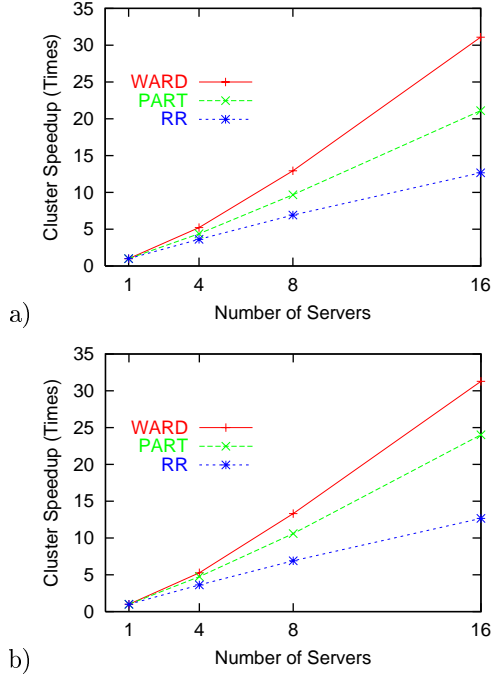 35
30
25
20
15
10
5
0
Cluster Speedup (Times)
WARD
PART
RR
1 4 8 16
Number of Servers
a)
35
30
25
20
15
10
5
0
Cluster Speedup (Times)
WARD
PART
RR
1 4 8 16
Number of Servers
b)